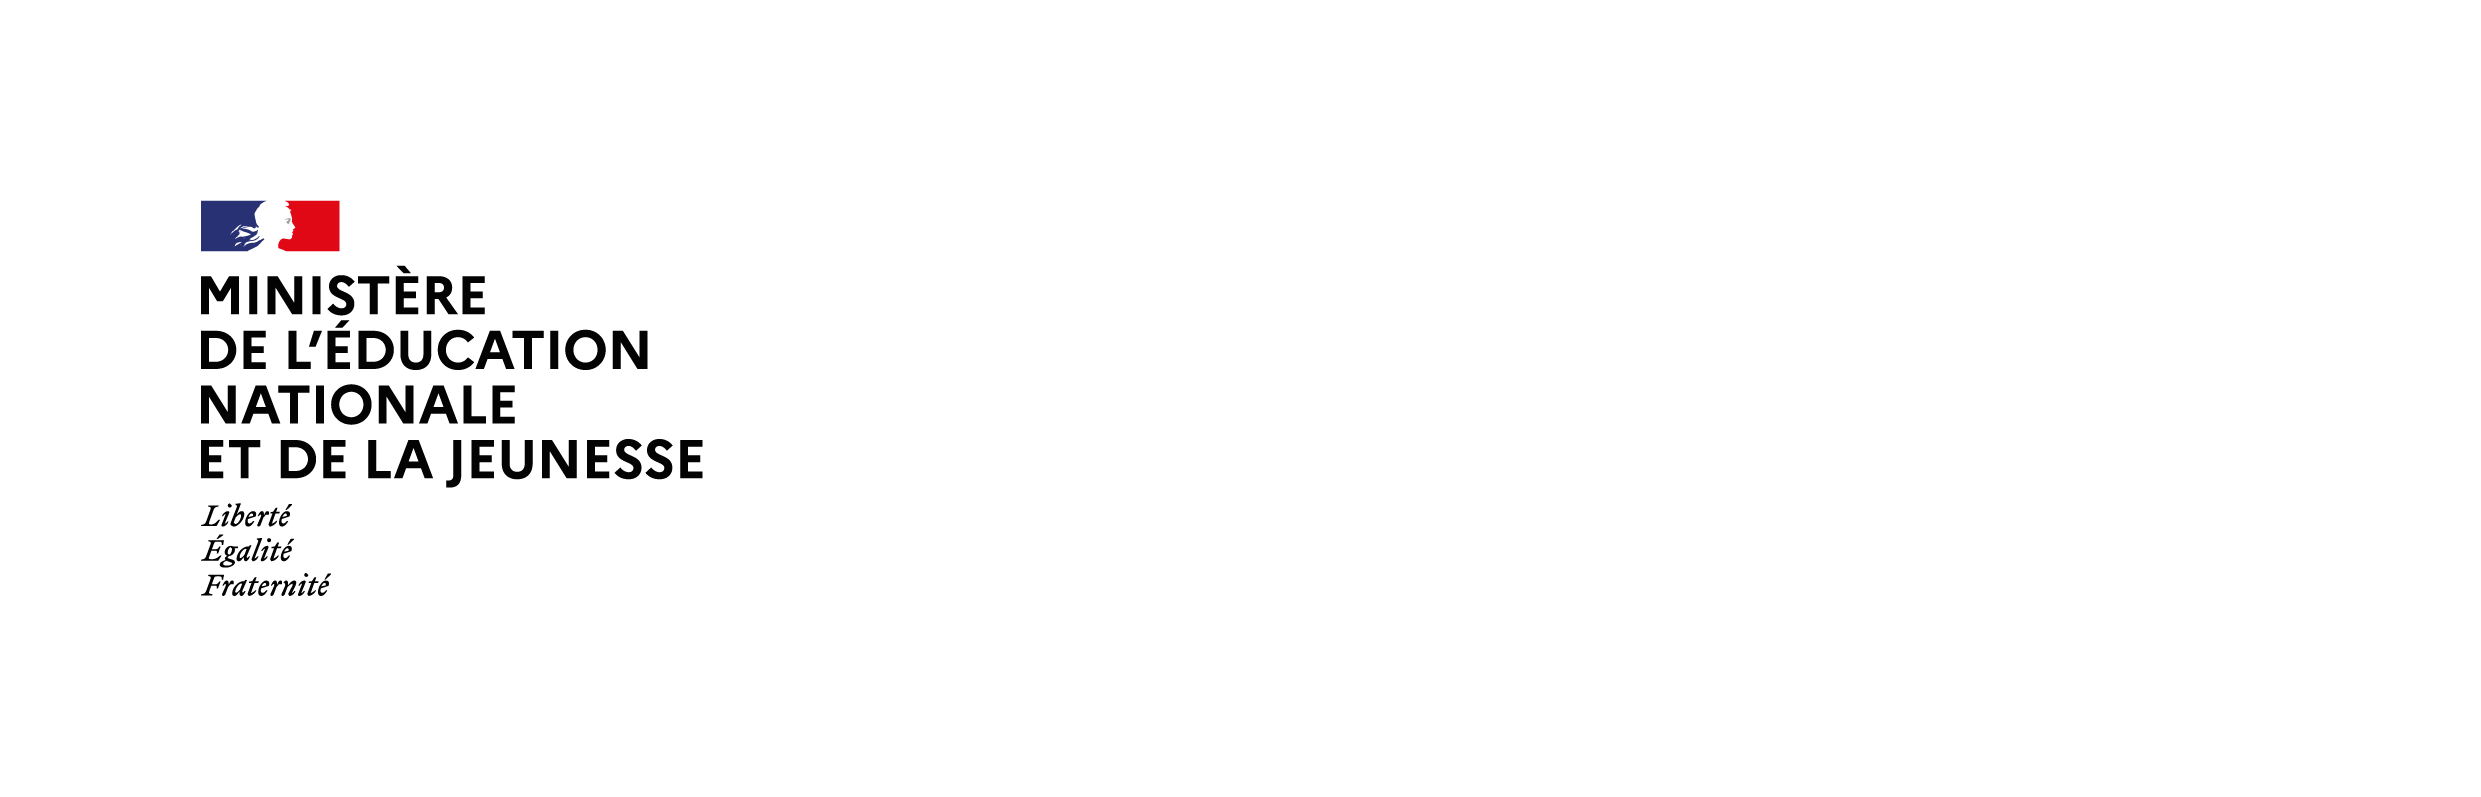 MINISTÈRE
DE L’ÉDUCATION
NATIONALE
ET DE LA JEUNESSE
Liberté
Égalité
Fraternité